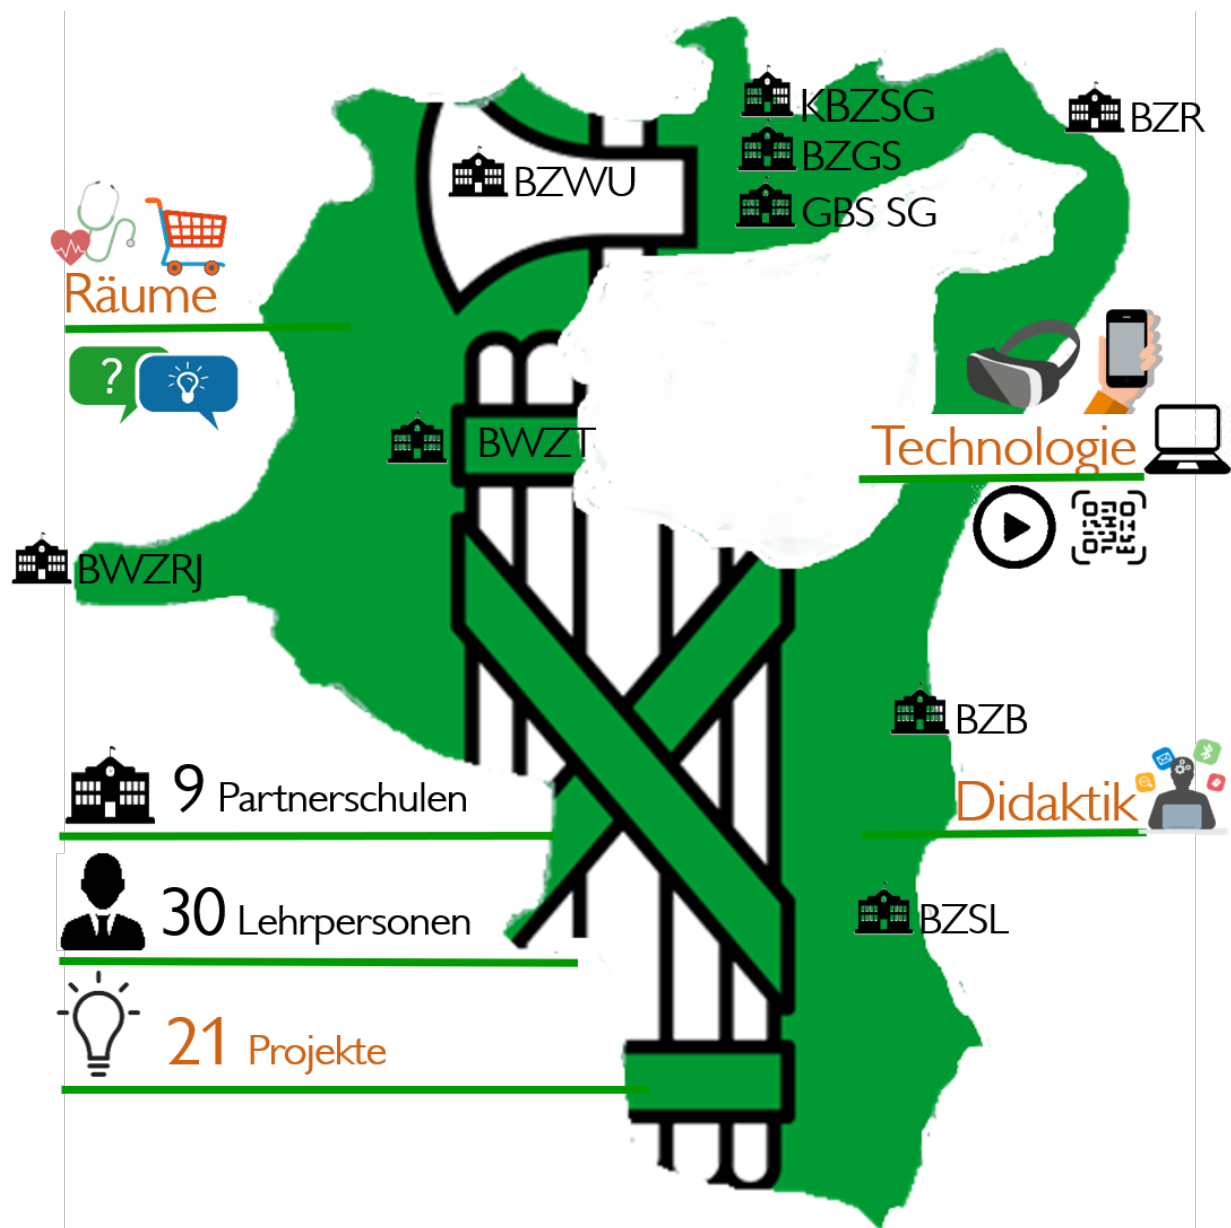 KBZSG
BZR
BZGS
BZWU
GBS SG
Räume
?
BWZT
Technologie
BWZRJ
BZB
9 Partnerschulen
Didaktik
30 Lehrpersonen
BZSL
21 Projekte